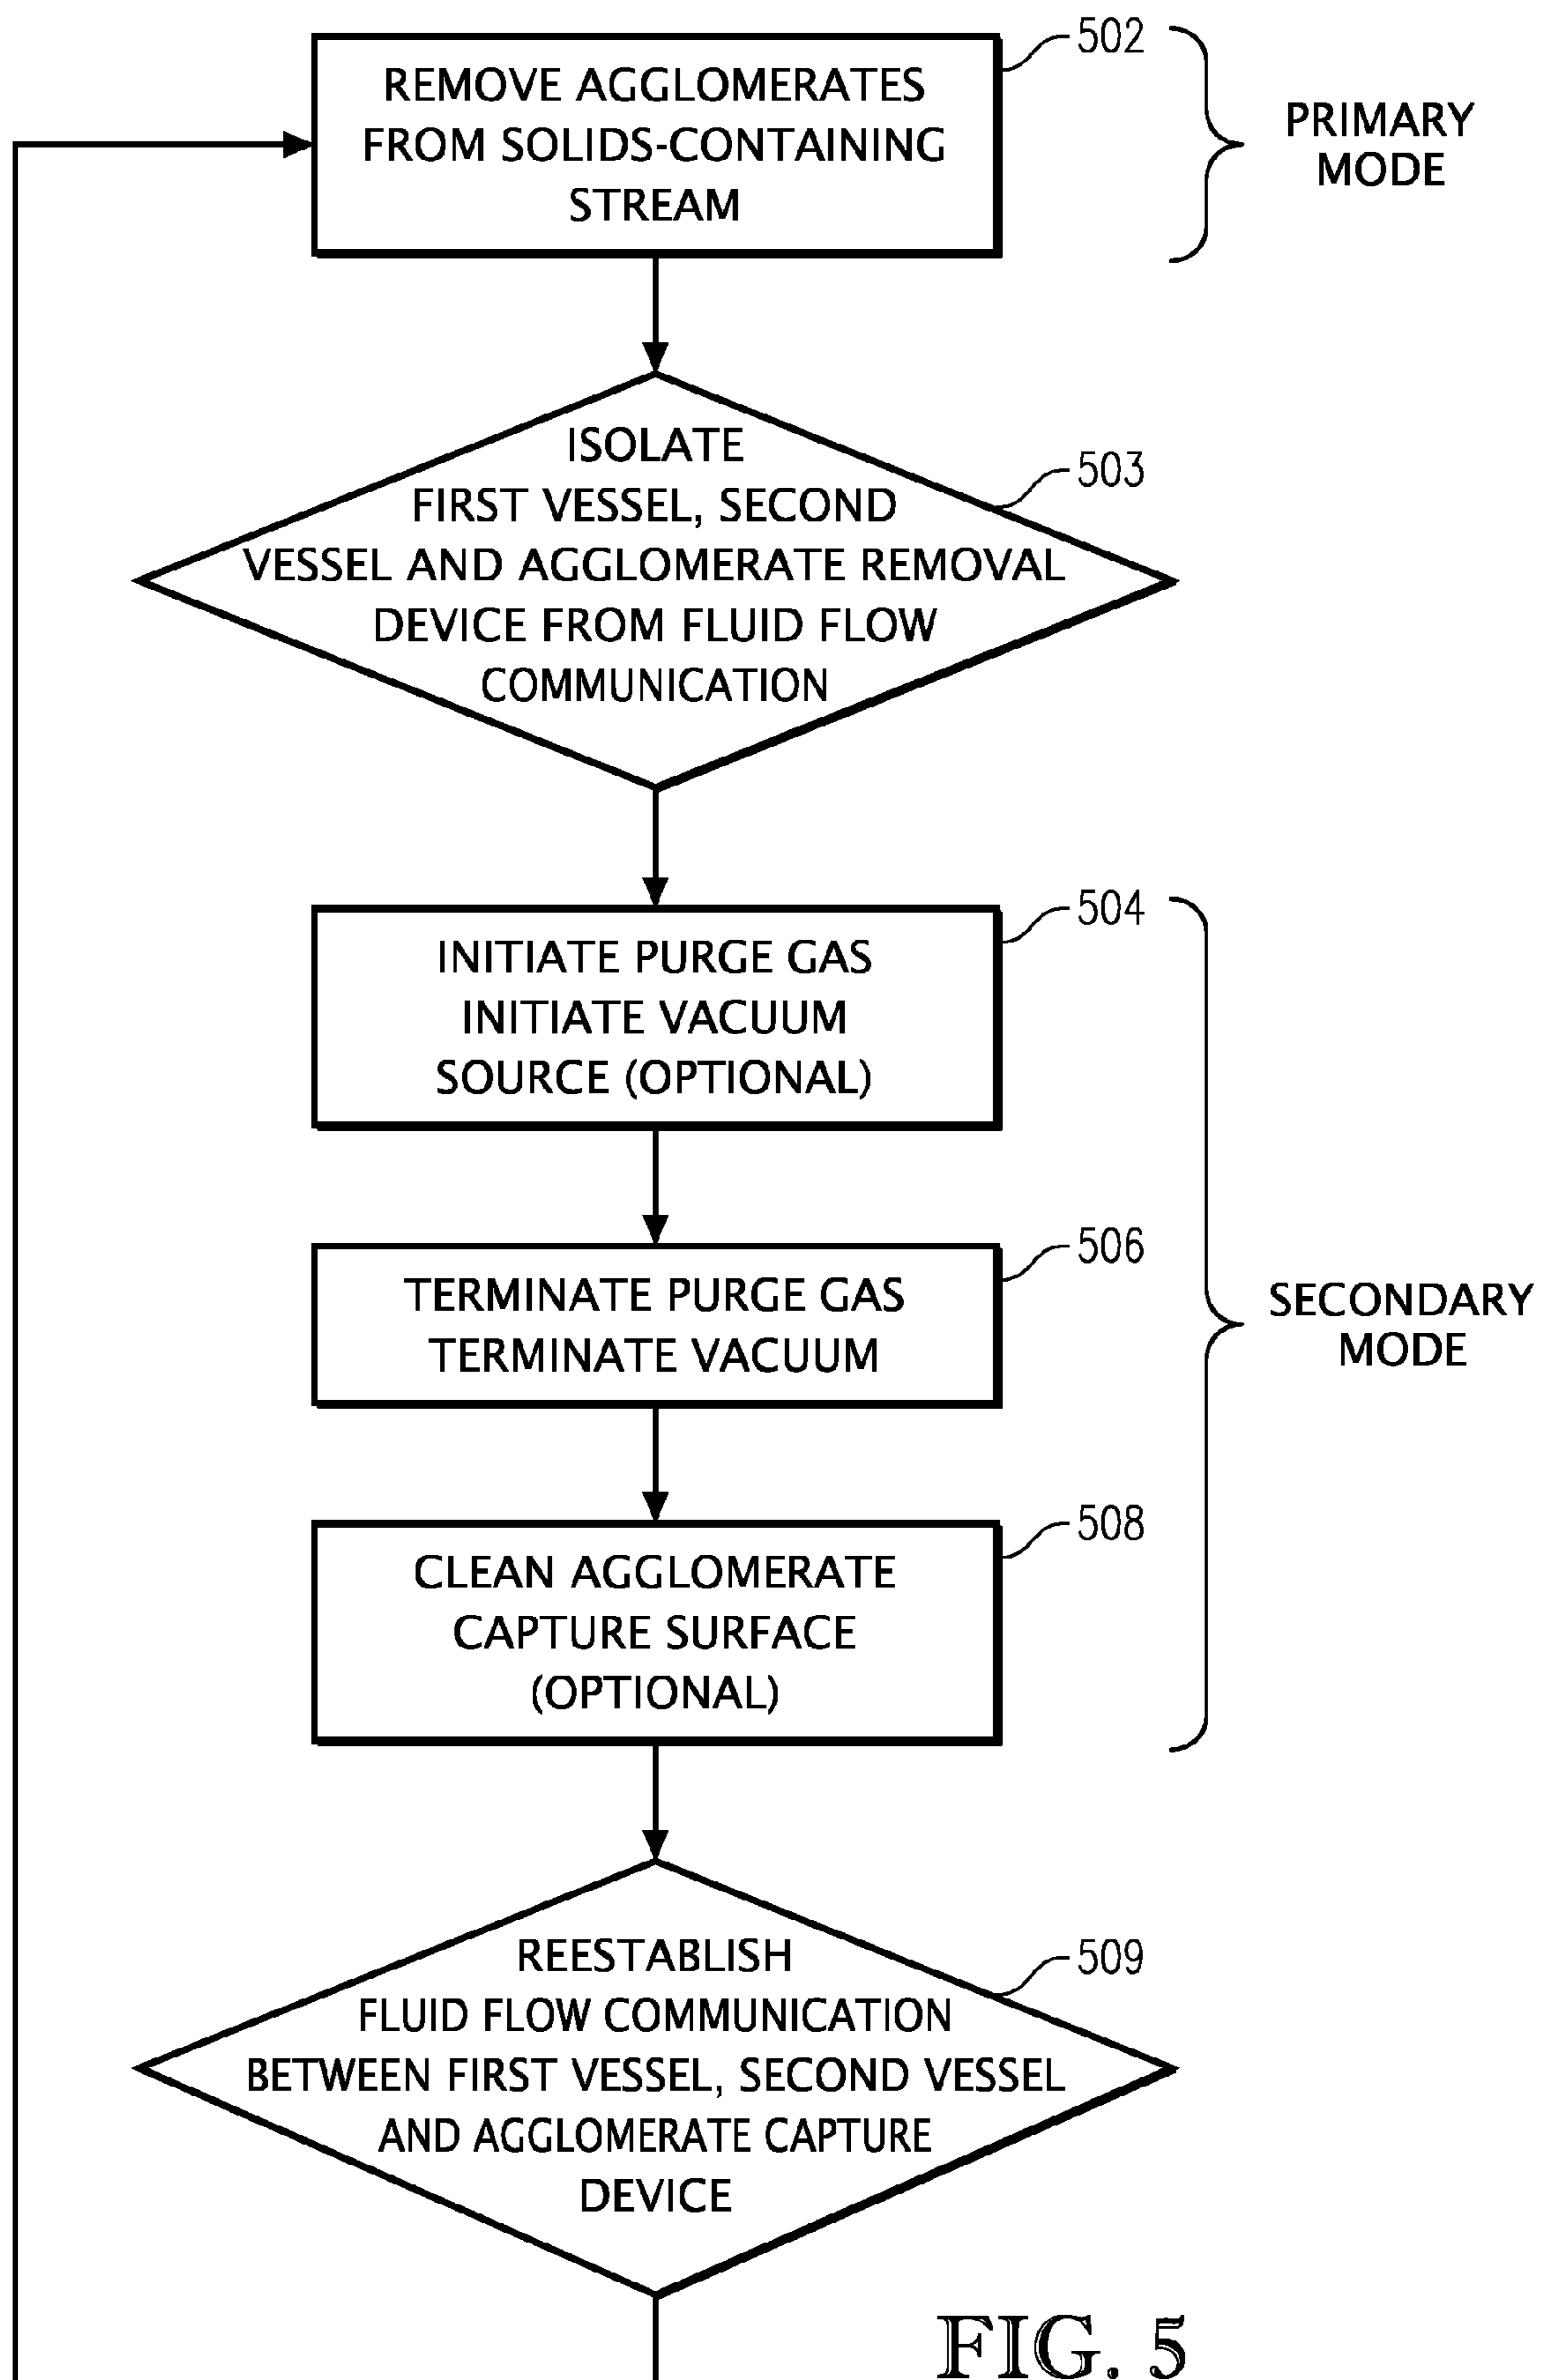 502
REMOVE AGGLOMERATES
FROM SOLIDS-CONTAINING
STREAM
PRIMARY
MODE
ISOLATE
503
FIRST VESSEL, SECOND
VESSEL AND AGGLOMERATE REMOVAL
DEVICE FROM FLUID FLOW
COMMUNICATION
504
INITIATE PURGE GAS
INITIATE VACUUM
SOURCE (OPTIONAL)
506
TERMINATE PURGE GAS
TERMINATE VACUUM
SECONDARY
MODE
508
CLEAN AGGLOMERATE
CAPTURE SURFACE
(OPTIONAL)
REESTABLISH
509
FLUID FLOW COMMUNICATION
BETWEEN FIRST VESSEL, SECOND VESSEL
AND AGGLOMERATE CAPTURE
DEVICE
FIG. 5